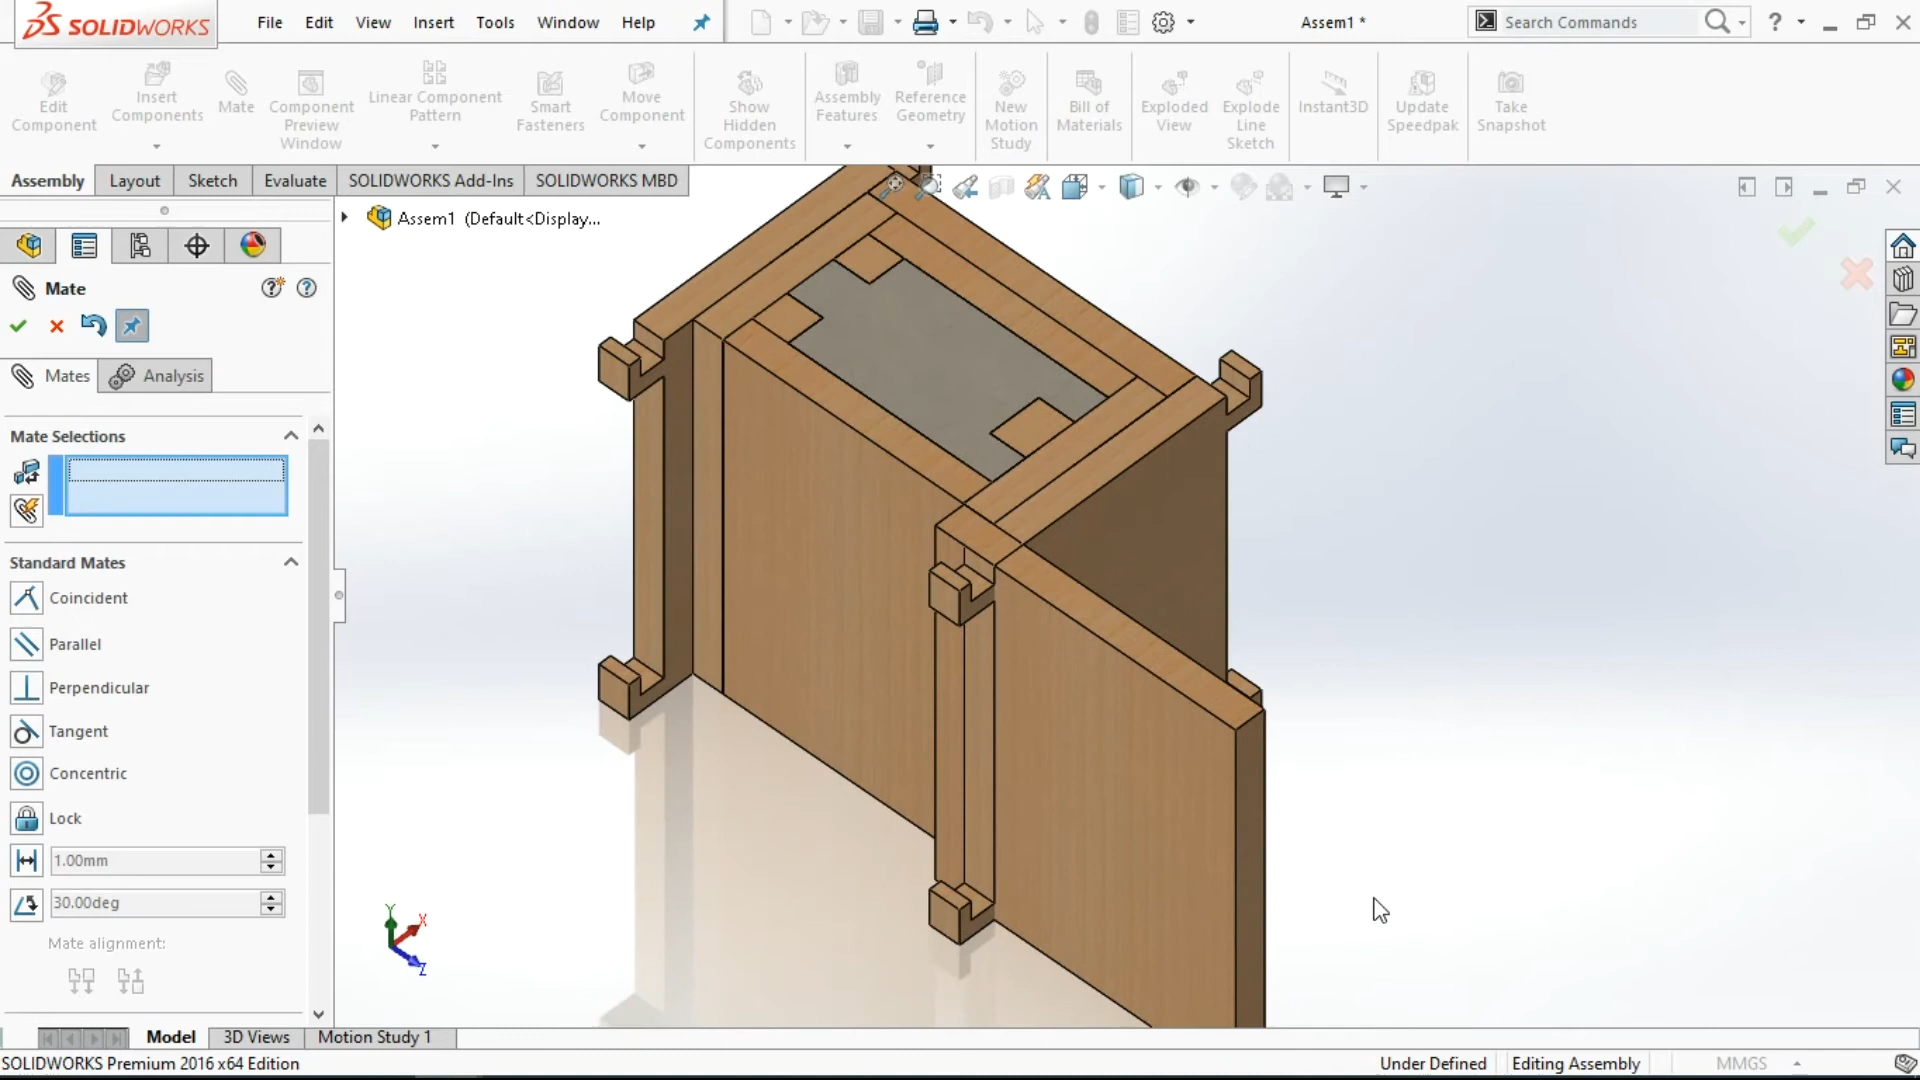 SOLIDWORKS File Edit View Insert Tools Window Help Assem1 * Search Commands ?
Edit Component
Insert Components
Mate
Component Preview Window
Linear Component Pattern
Smart Fasteners
Move Component
Show Hidden Components
Assembly Features
Reference Geometry
New Motion Study
Bill of Materials
Exploded View
Explode Line Sketch
Instant3D
Update Speedpak
Take Snapshot
Assembly Layout Sketch Evaluate SOLIDWORKS Add-Ins SOLIDWORKS MBD
Assem1 (Default<Display...
Mate
Mates Analysis
Mate Selections
Standard Mates
Coincident
Parallel
Perpendicular
Tangent
Concentric
Lock
1.00mm
30.00deg
Mate alignment:
Y
X
Z
Model 3D Views Motion Study 1
SOLIDWORKS Premium 2016 x64 Edition Under Defined Editing Assembly MMGS